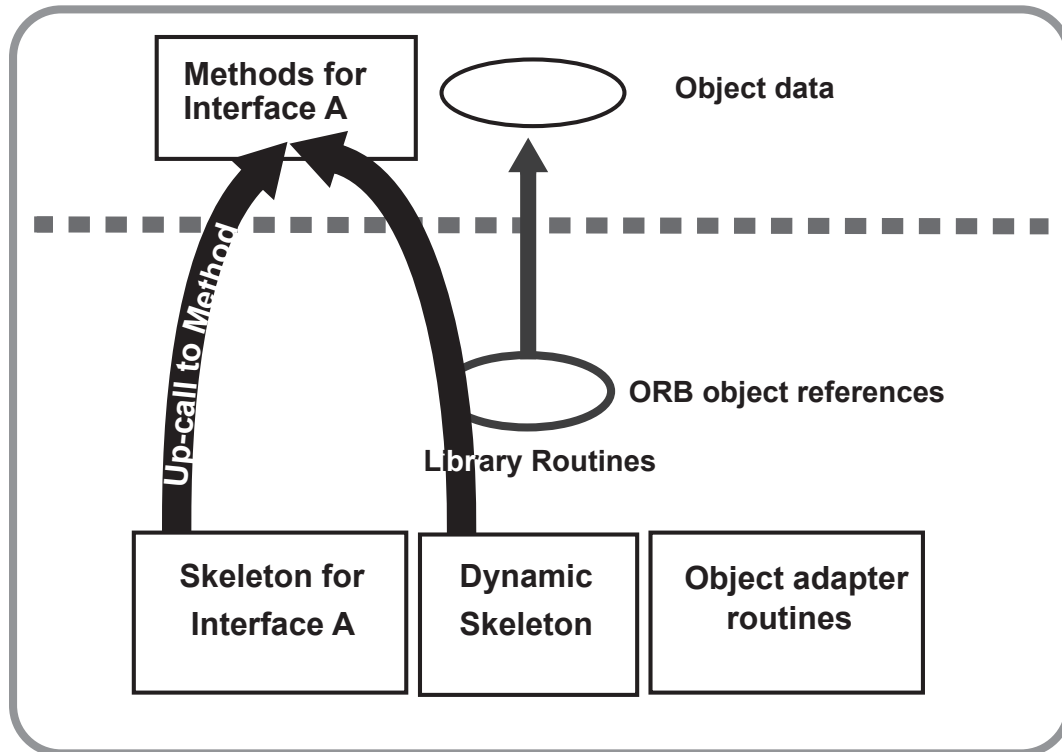 Methods for
Interface A
Object data
Up-call to Method
ORB object references
Library Routines
Skeleton for
Interface A
Dynamic
Skeleton
Object adapter
routines